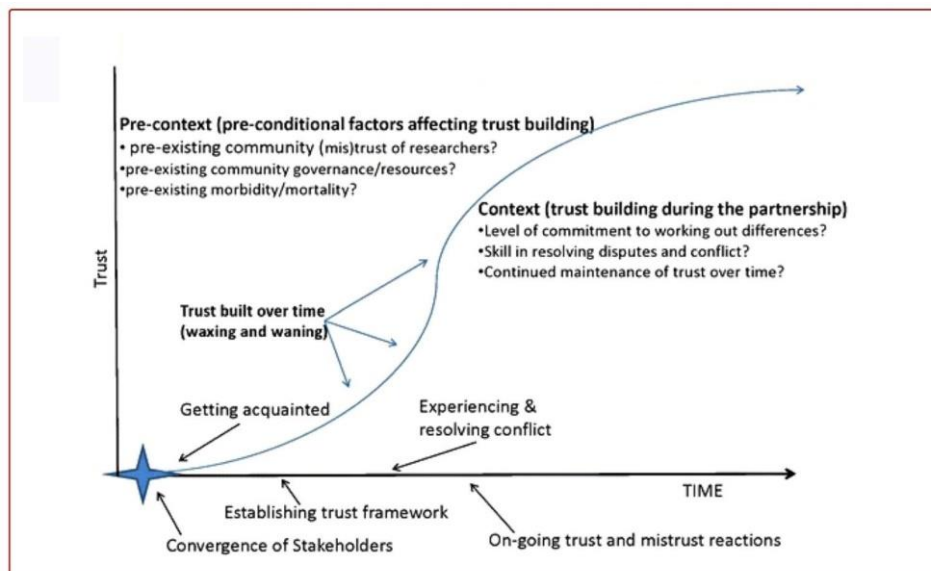 Pre-context (pre-conditional factors affecting trust building)
• pre-existing community (mis)trust of researchers?
•pre-existing community governance/resources?
•pre-existing morbidity/mortality?
Context (trust building during the partnership)
•Level of commitment to working out differences?
•Skill in resolving disputes and conflict?
•Continued maintenance of trust over time?
Trust
Trust built over time
(waxing and waning)
Getting acquainted
Experiencing &
resolving conflict
TIME
Establishing trust framework
Convergence of Stakeholders
On-going trust and mistrust reactions